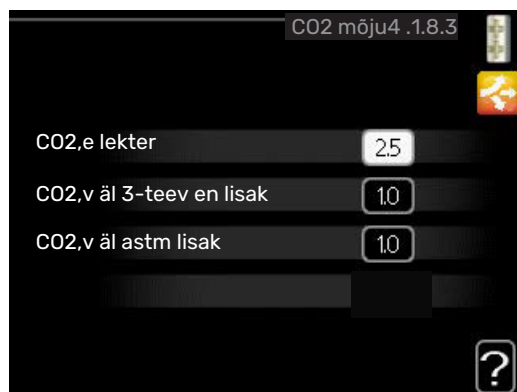 CO2 mõju4 .1.8.3
CO2,e lekter 2.5
CO2,v äl 3-teev en lisak 1.0
CO2,v äl astm lisak 1.0
?